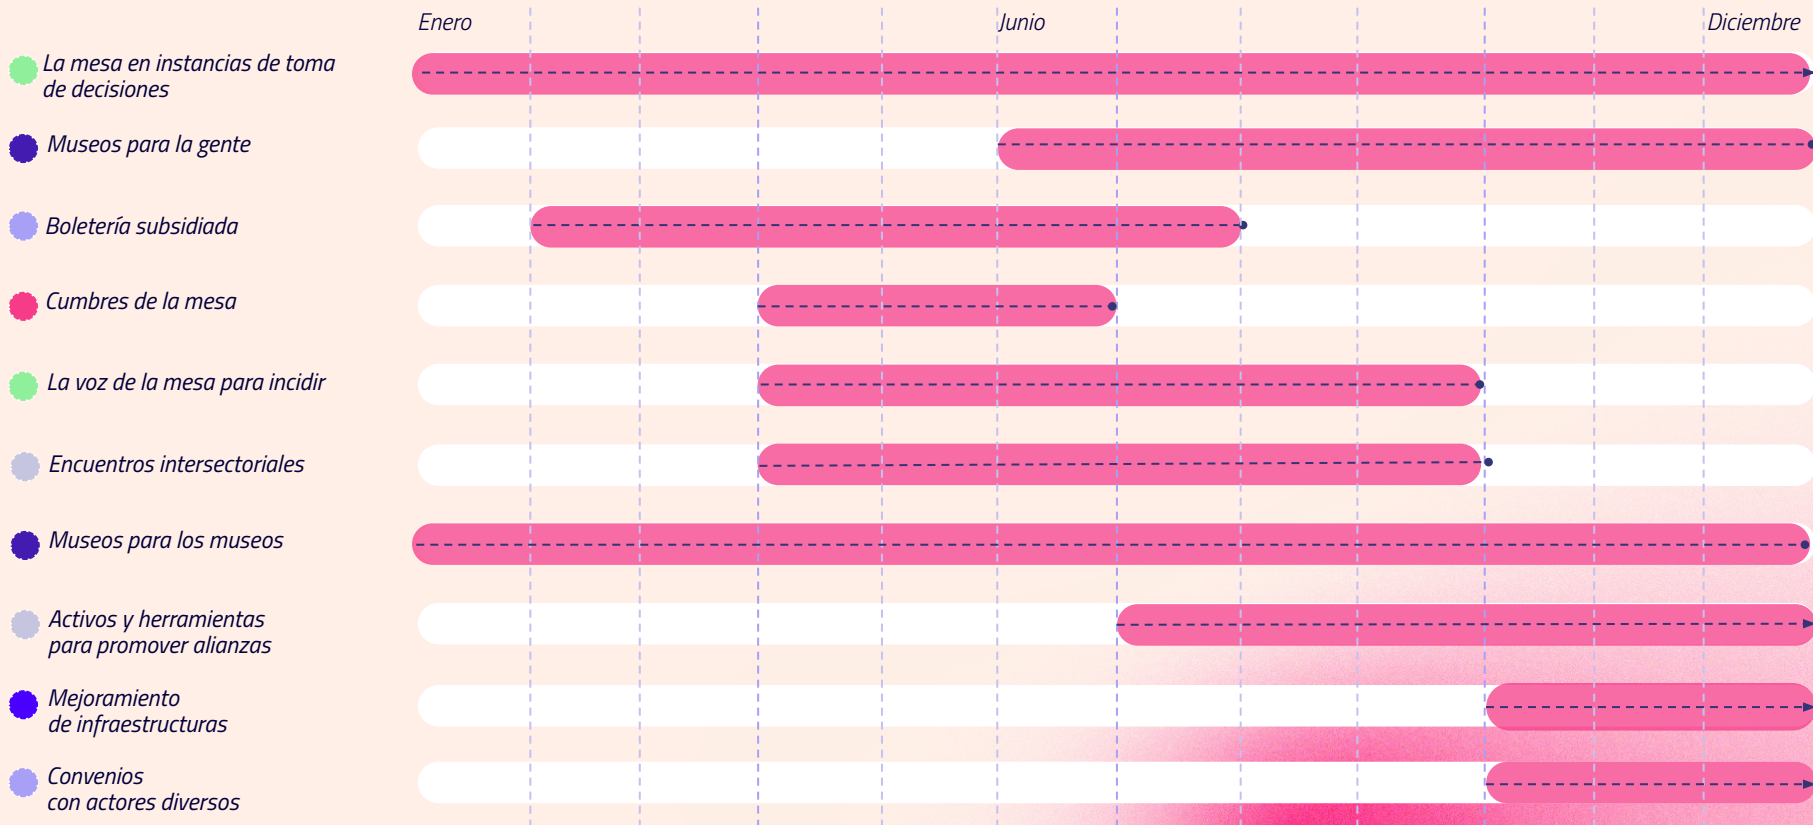 Enero
Junio
Diciembre
La mesa en instancias de toma
de decisiones
Museos para la gente
Boletería subsidiada
Cumbres de la mesa
La voz de la mesa para incidir
Encuentros intersectoriales
Museos para los museos
Activos y herramientas
para promover alianzas
Mejoramiento
de infraestructuras
Convenios
con actores diversos